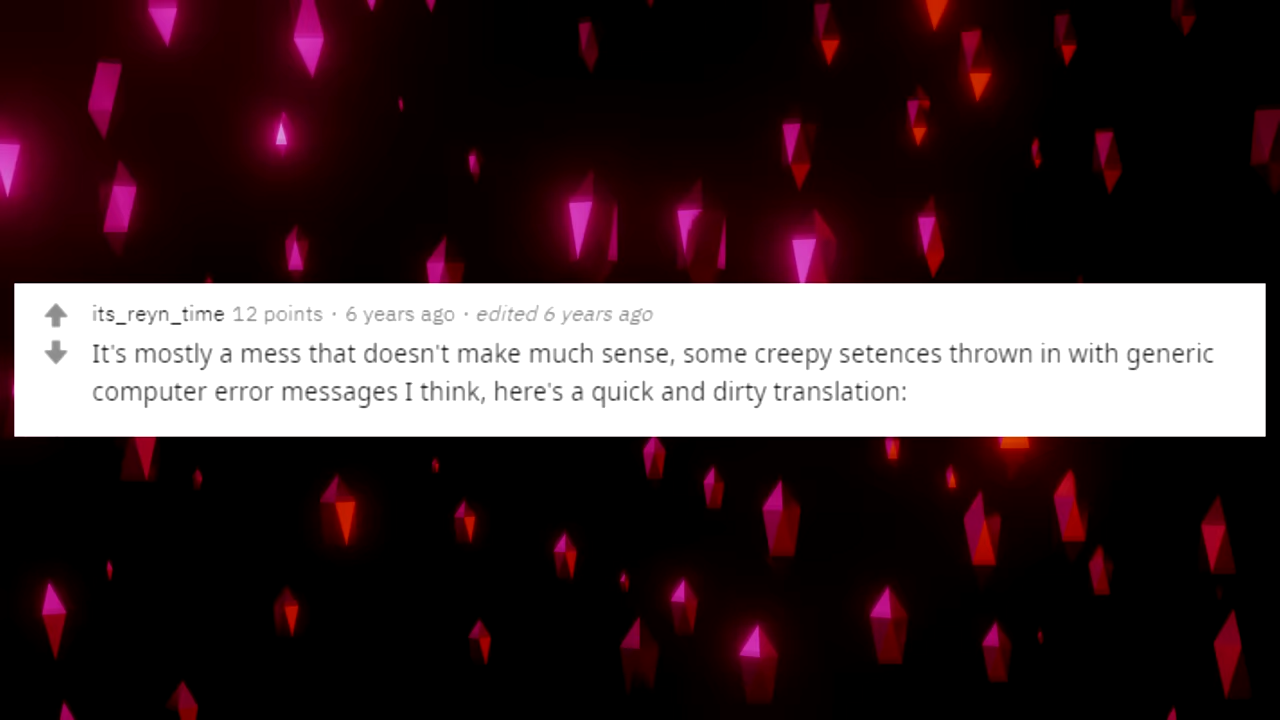 its_reyn_time 12 points · 6 years ago · edited 6 years ago
It's mostly a mess that doesn't make much sense, some creepy setences thrown in with generic
computer error messages I think, here's a quick and dirty translation: